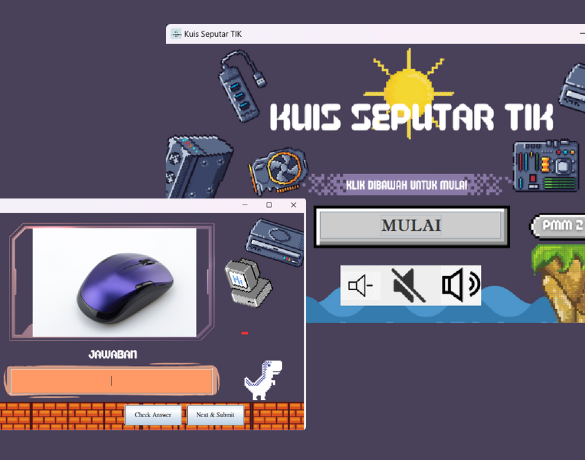 Kuis Seputar TIK
KUIS SEPUTAR TIK
KLIK DIBAWAH UNTUK MULAI
MULAI
PMM 2
JAWABAN
Check Answer
Next & Submit